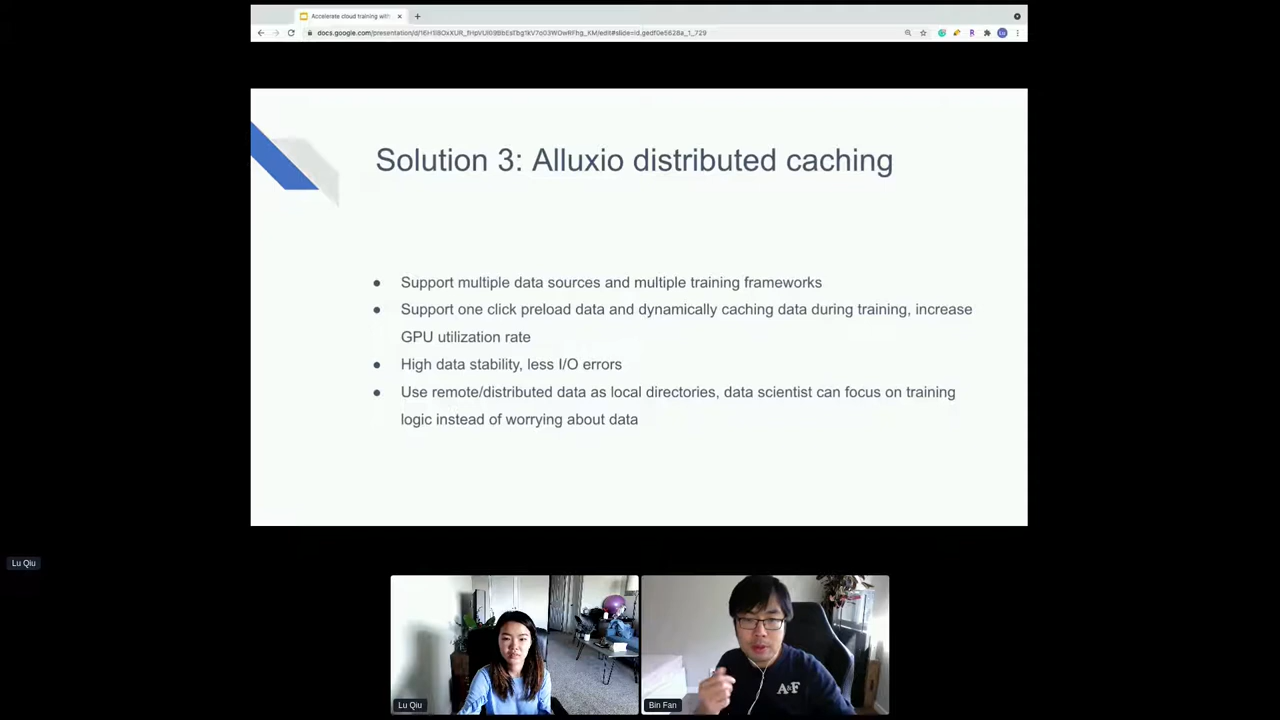 Accelerate cloud training with
Solution 3: Alluxio distributed caching
● Support multiple data sources and multiple training frameworks
● Support one click preload data and dynamically caching data during training, increase
GPU utilization rate
● High data stability, less I/O errors
● Use remote/distributed data as local directories, data scientist can focus on training
logic instead of worrying about data
Lu Qiu
Lu Qiu
Bin Fan
A&F